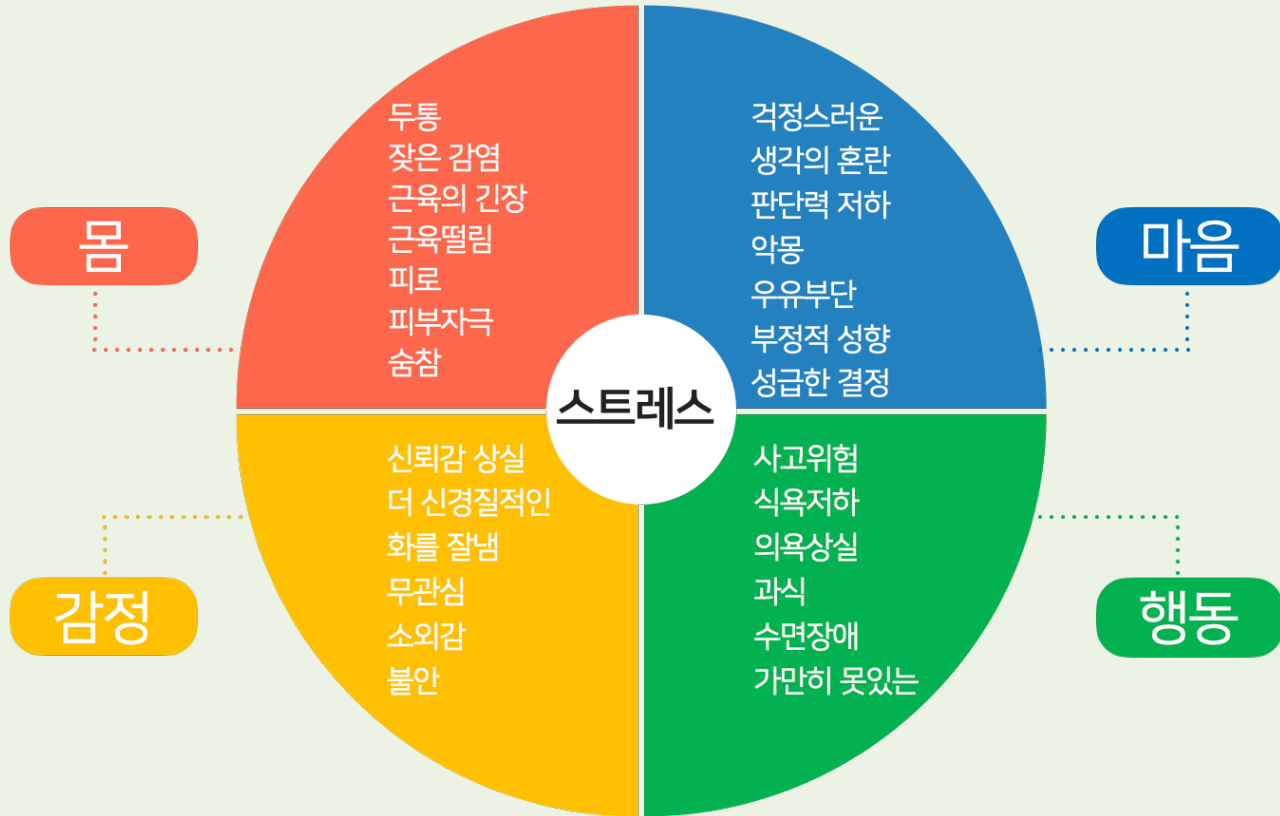 몸
두통
잦은 감염
근육의 긴장
근육떨림
피로
피부자극
숨참
마음
걱정스러운
생각의 혼란
판단력 저하
악몽
우유부단
부정적 성향
성급한 결정
스트레스
감정
신뢰감 상실
더 신경질적인
화를 잘냄
무관심
소외감
불안
행동
사고위험
식욕저하
의욕상실
과식
수면장애
가만히 못있는